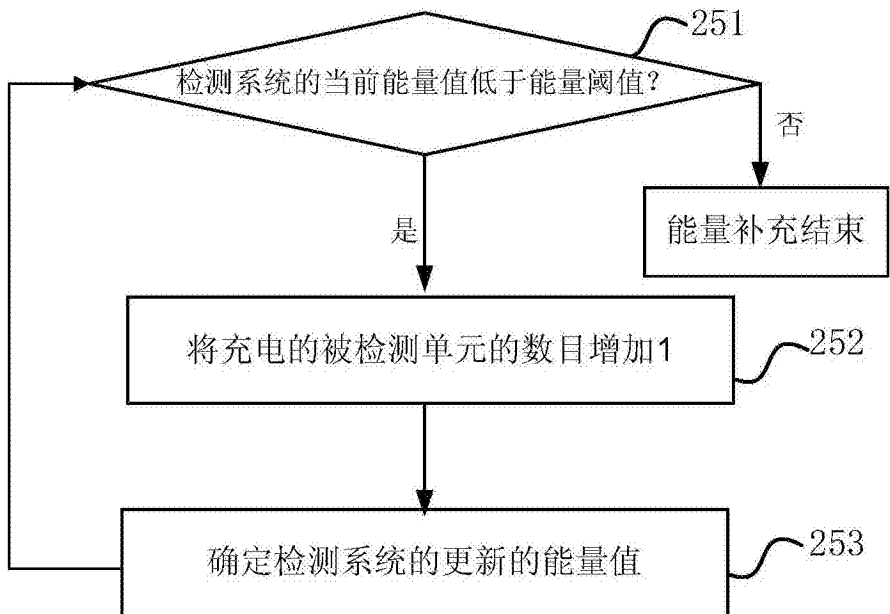 251
检测系统的当前能量值低于能量阈值？
否
能量补充结束
是
将充电的被检测单元的数目增加1
252
确定检测系统的更新的能量值
253